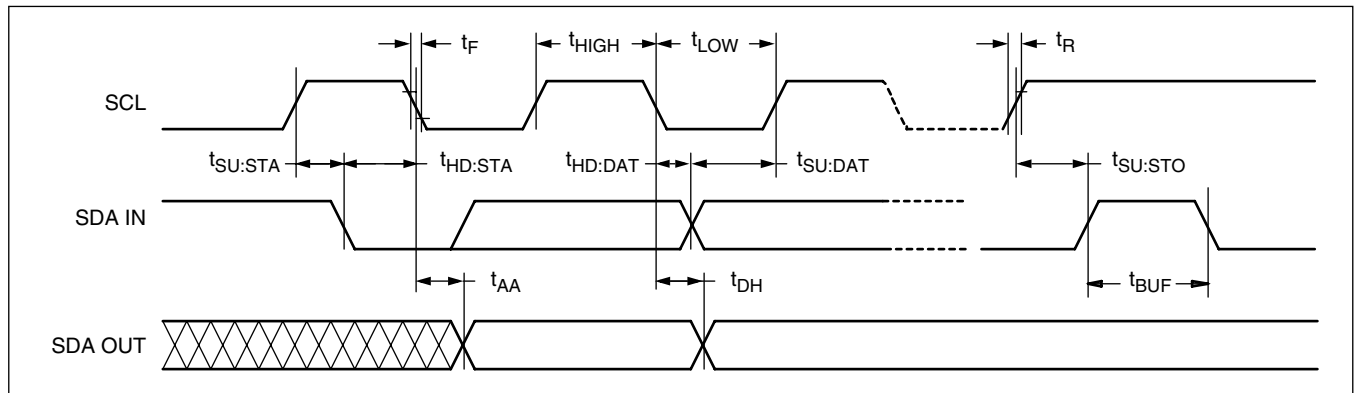 tF
tHIGH
tLOW
tR
SCL
tSU:STA
tHD:STA
tHD:DAT
tSU:DAT
tSU:STO
SDA IN
tAA
tDH
tBUF
SDA OUT